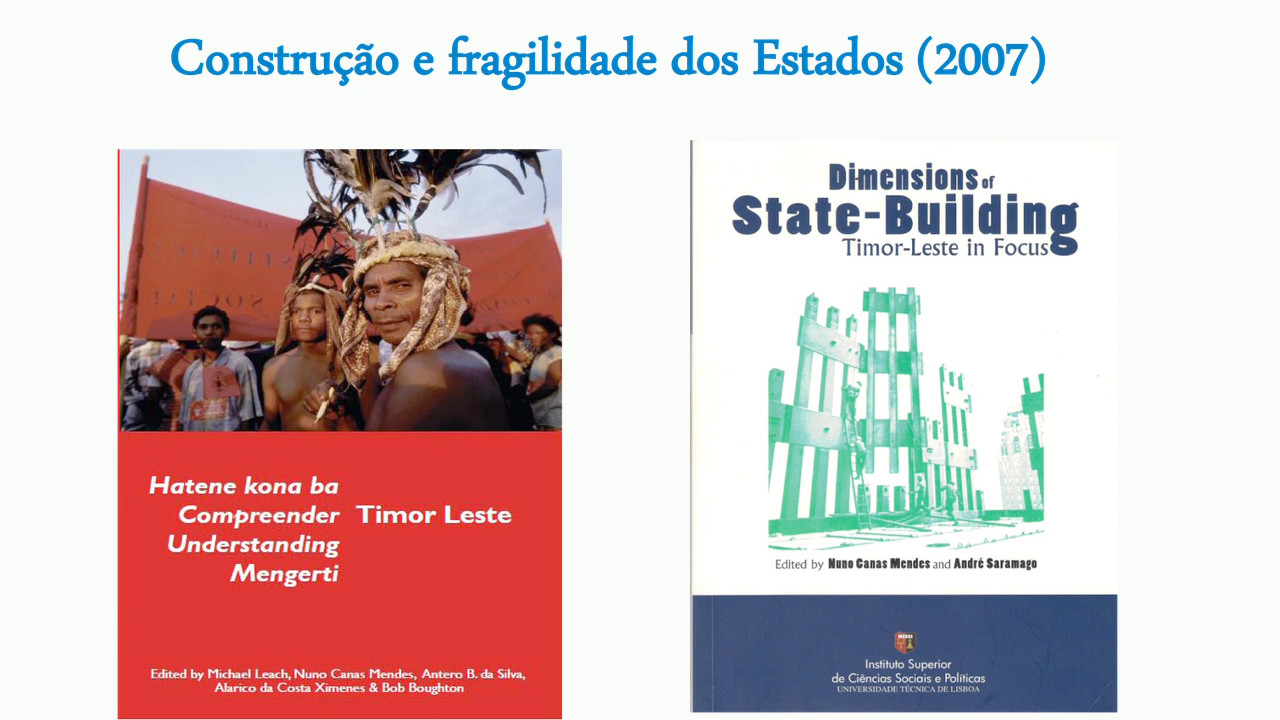 Construção e fragilidade dos Estados (2007)
Hatene kona ba
Compreender Timor Leste
Understanding
Mengerti
Edited by Michael Leach, Nuno Canas Mendes, Antero B. da Silva,
Alarico da Costa Ximenes & Bob Boughton
Dimensions of
State-Building
Timor-Leste in Focus
Edited by Nuno Canas Mendes and André Saramago
Instituto Superior
de Ciências Sociais e Políticas
UNIVERSIDADE TÉCNICA DE LISBOA